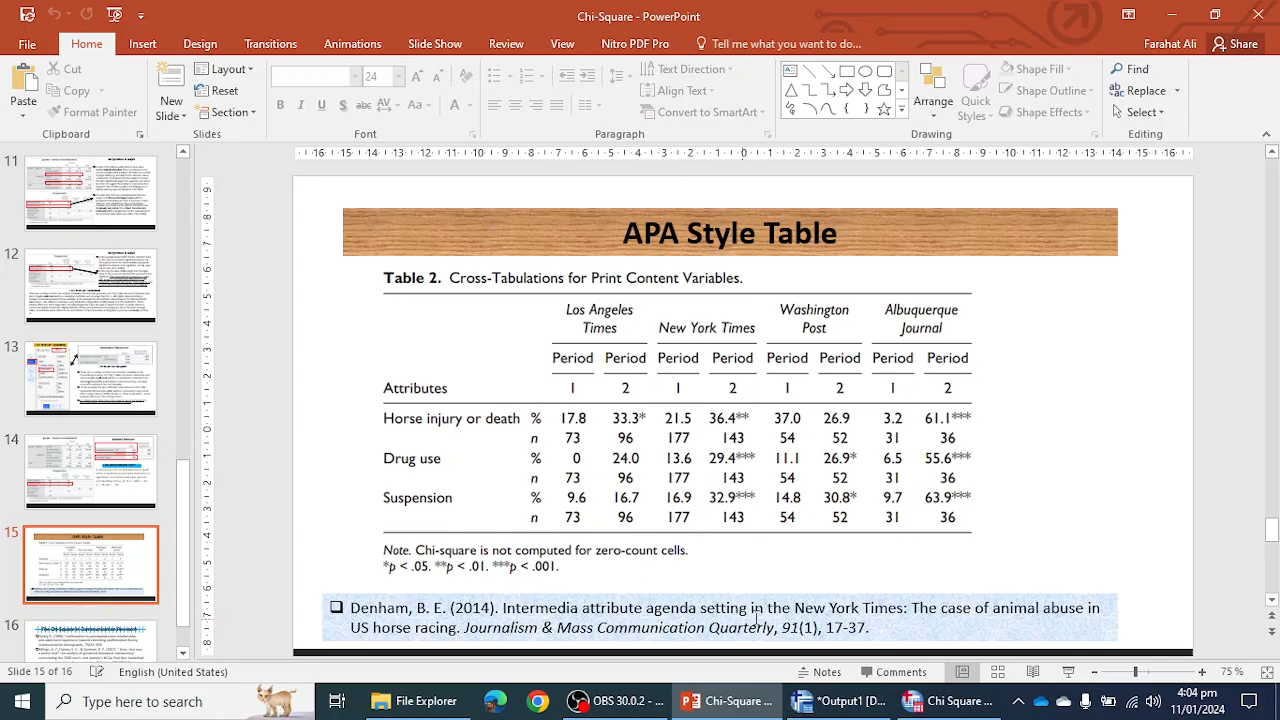 Farahat Ali
File Home Insert Design Transitions Animations Slide Show Review View Nitro PDF Pro Tell me what you want to do... Share
Paste Cut Copy Format Painter Clipboard
New Slide Layout Reset Section Slides
24 Font
Text Direction Align Text Convert to SmartArt Paragraph
Arrange Quick Styles Shape Fill Shape Outline Shape Effects Drawing
Find Replace Select Editing
11
12
13
14
15
16
APA Style Table
Table 2. Cross-Tabulations for Print Content Variables.
Los Angeles Times New York Times Washington Post Albuquerque Journal
Period Period Period Period Period Period Period Period
Attributes 2 1 2 1 2
Horse injury or death % 17.8 33.3* 21.5 36.4** 37.0 26.9 3.2 61.1***
n 73 96 177 143 54 52 31 36
Drug use % 0 24.0 13.6 29.4*** 11.1 26.9* 6.5 55.6***
n 73 96 177 143 54 52 31 36
Suspension % 9.6 16.7 16.9 32.9*** 14.8 30.8* 9.7 63.9***
n 73 96 177 143 54 52 31 36
Note. Chi-square is not computed for zero-count cells.
*p < .05. **p < .01. ***p < .001.
Denham, B. E. (2014). Intermedia attribute agenda setting in the New York Times: The case of animal abuse in
US horse racing. Journalism & Mass Communication Quarterly, 91(1), 17-37.
Slide 15 of 16 English (United States) Notes Comments 75 %
Type here to search File Explorer OBS 30.0.2 - ... Chi-Square ... *Output1 [D... Chi Square ... 4:04 pm
11/01/2024